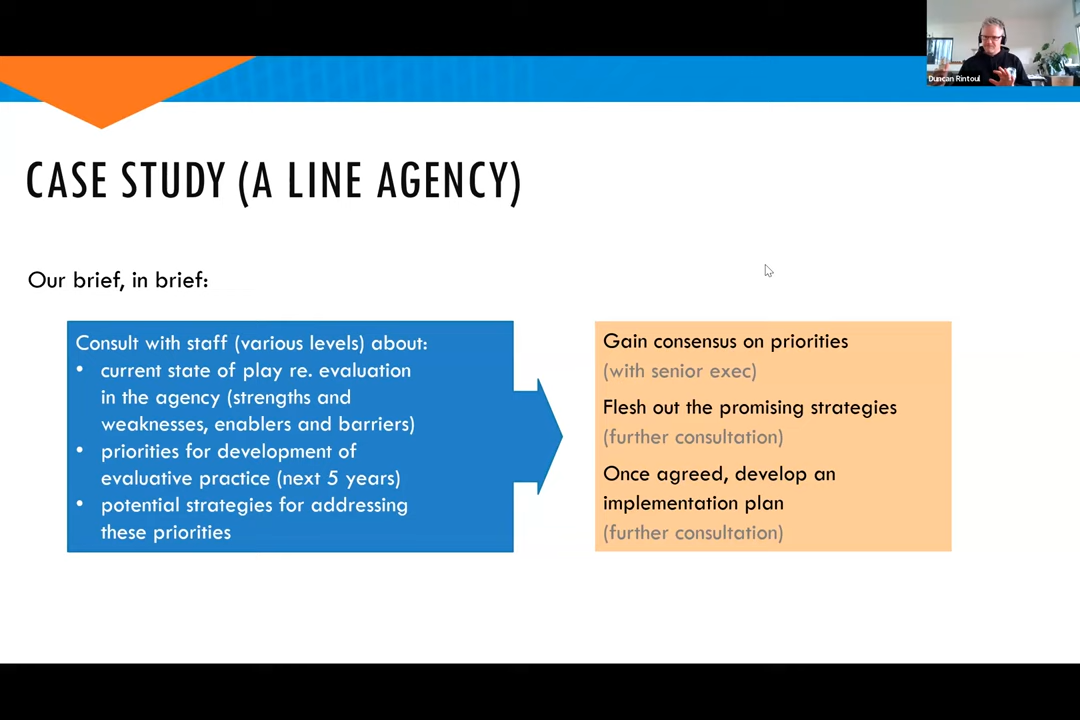 Duncan Rintoul
CASE STUDY (A LINE AGENCY)
Our brief, in brief:
Consult with staff (various levels) about:
• current state of play re. evaluation
in the agency (strengths and
weaknesses, enablers and barriers)
• priorities for development of
evaluative practice (next 5 years)
• potential strategies for addressing
these priorities
Gain consensus on priorities
(with senior exec)
Flesh out the promising strategies
(further consultation)
Once agreed, develop an
implementation plan
(further consultation)